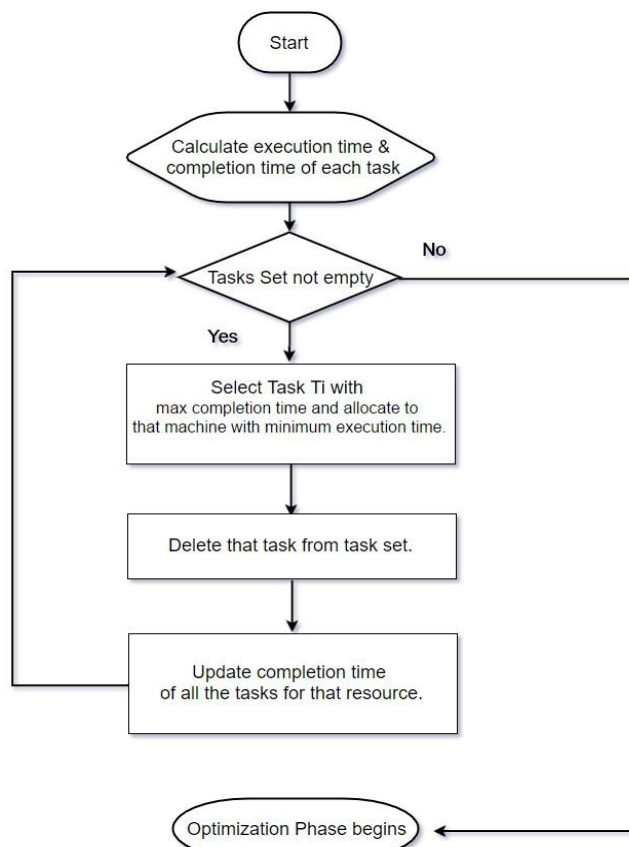 Start
Calculate execution time &
completion time of each task
No
Tasks Set not empty
Yes
Select Task Ti with
max completion time and allocate to
that machine with minimum execution time.
Delete that task from task set.
Update completion time
of all the tasks for that resource.
Optimization Phase begins